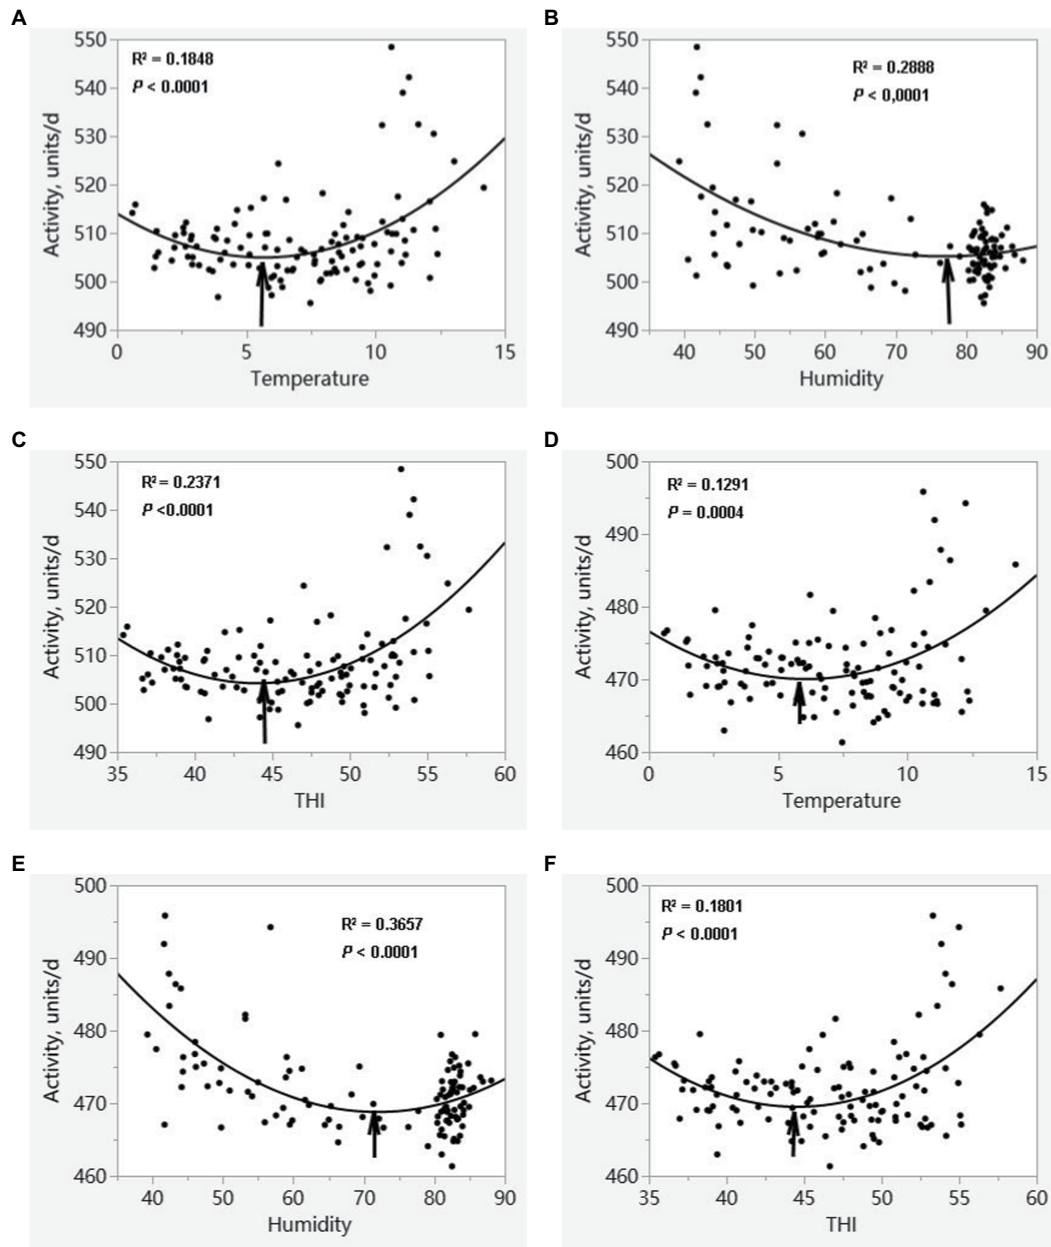 A
R² = 0.1848
P < 0.0001
Activity, units/d
550
540
530
520
510
500
490
0 5 10 15
Temperature
B
R² = 0.2888
P < 0,0001
Activity, units/d
550
540
530
520
510
500
490
40 50 60 70 80 90
Humidity
C
R² = 0.2371
P <0.0001
Activity, units/d
550
540
530
520
510
500
490
35 40 45 50 55 60
THI
D
R² = 0.1291
P = 0.0004
Activity, units/d
500
490
480
470
460
0 5 10 15
Temperature
E
R² = 0.3657
P < 0.0001
Activity, units/d
500
490
480
470
460
40 50 60 70 80 90
Humidity
F
R² = 0.1801
P < 0.0001
Activity, units/d
500
490
480
470
460
35 40 45 50 55 60
THI